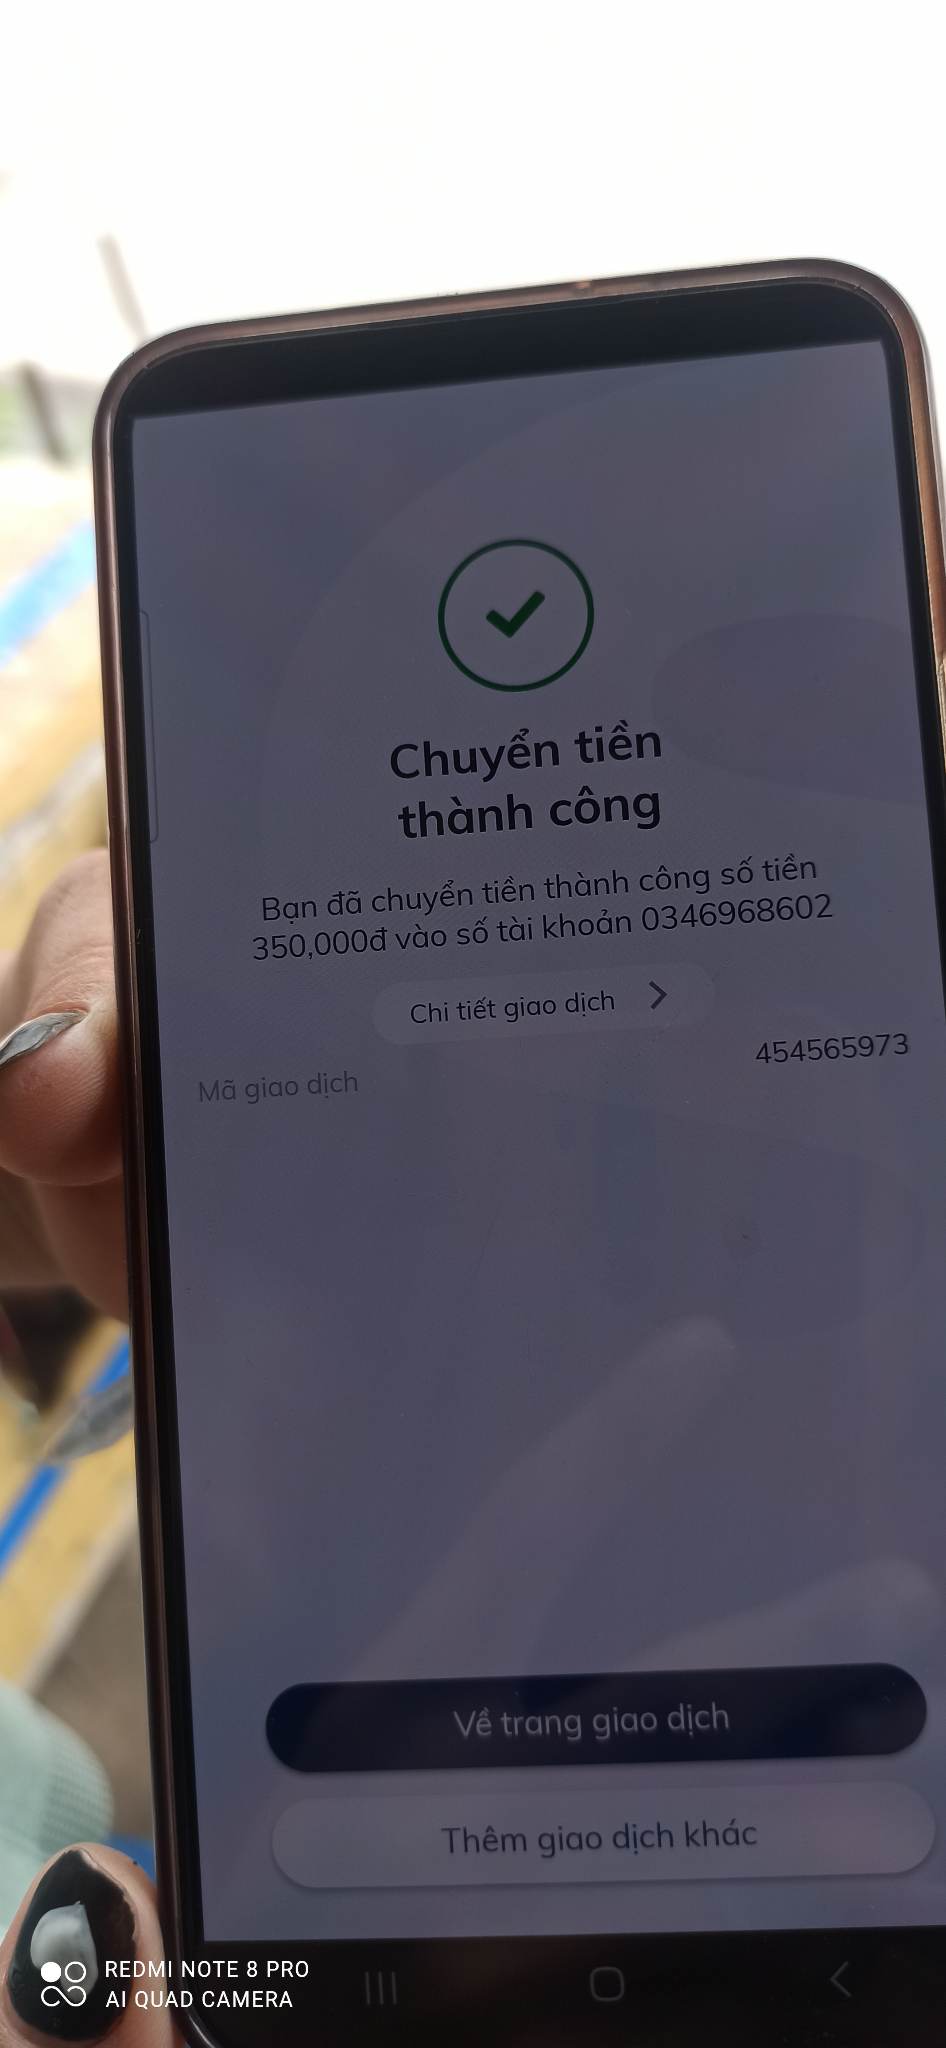 Chuyển tiền
thành công
Bạn đã chuyển tiền thành công số tiền
350,000đ vào số tài khoản 0346968602
Chi tiết giao dịch
Mã giao dịch 454565973
Về trang giao dịch
Thêm giao dịch khác
REDMI NOTE 8 PRO
AI QUAD CAMERA